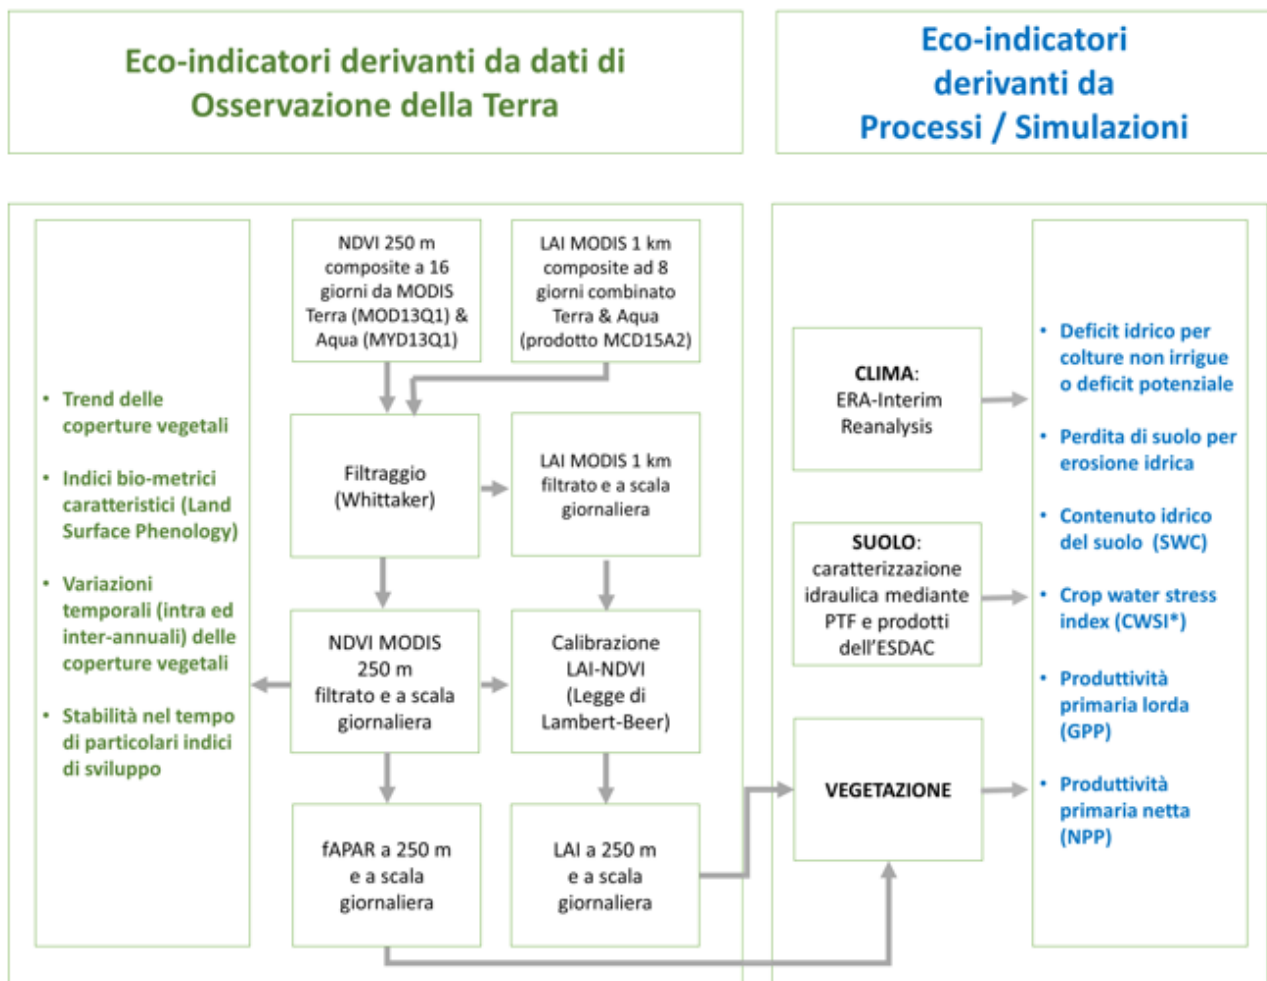 Eco-indicatori derivanti da dati di
Osservazione della Terra
Eco-indicatori
derivanti da
Processi / Simulazioni
• Trend delle
coperture vegetali
• Indici bio-metrici
caratteristici (Land
Surface Phenology)
• Variazioni
temporali (intra ed
inter-annuali) delle
coperture vegetali
• Stabilità nel tempo
di particolari indici
di sviluppo
NDVI 250 m
composite a 16
giorni da MODIS
Terra (MOD13Q1) &
Aqua (MYD13Q1)
LAI MODIS 1 km
composite ad 8
giorni combinato
Terra & Aqua
(prodotto MCD15A2)
Filtraggio
(Whittaker)
LAI MODIS 1 km
filtrato e a scala
giornaliera
NDVI MODIS
250 m
filtrato e a scala
giornaliera
Calibrazione
LAI-NDVI
(Legge di
Lambert-Beer)
fAPAR a 250 m
e a scala
giornaliera
LAI a 250 m
e a scala
giornaliera
CLIMA:
ERA-Interim
Reanalysis
SUOLO:
caratterizzazione
idraulica mediante
PTF e prodotti
dell'ESDAC
VEGETAZIONE
• Deficit idrico per
colture non irrigue
o deficit potenziale
• Perdita di suolo per
erosione idrica
• Contenuto idrico
del suolo (SWC)
• Crop water stress
index (CWSI*)
• Produttività
primaria lorda
(GPP)
• Produttività
primaria netta
(NPP)